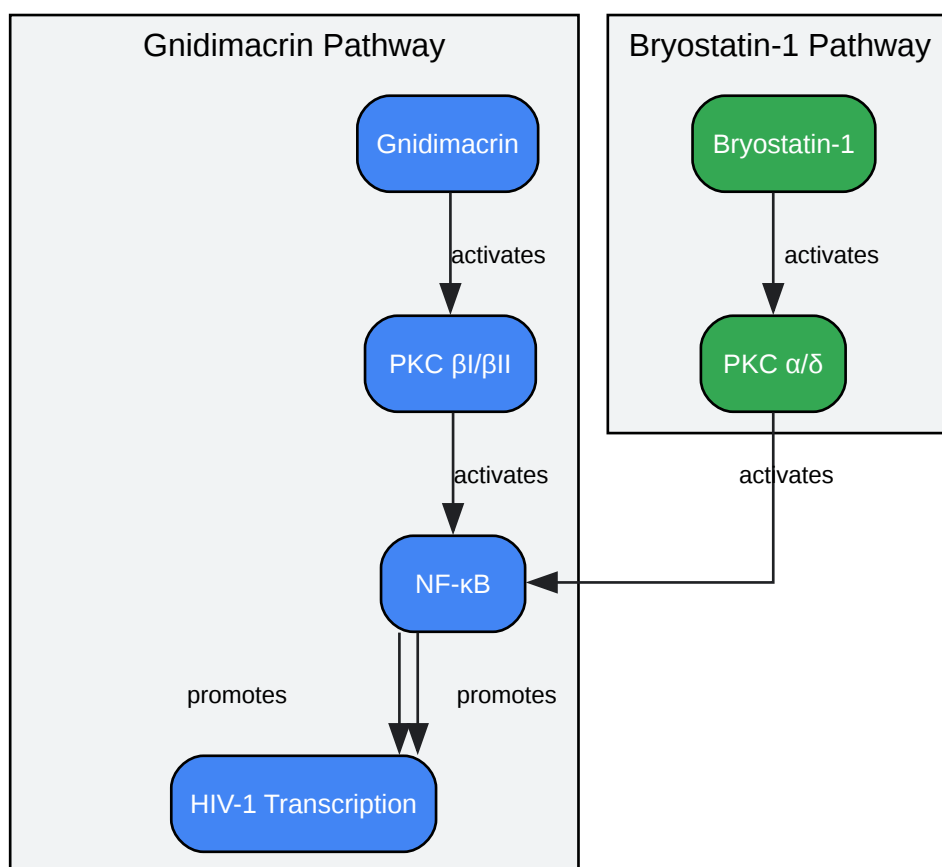 Gnidimacrin Pathway
Bryostatin-1 Pathway
Gnidimacrin
Bryostatin-1
activates
activates
PKC βI/βII
PKC α/δ
activates
activates
NF-κB
promotes
promotes
HIV-1 Transcription